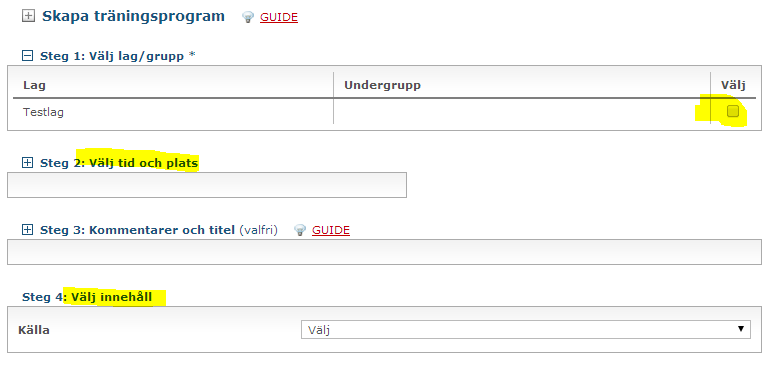 Skapa träningsprogram GUIDE
Steg 1: Välj lag/grupp *
Lag Undergrupp Välj
Testlag
Steg 2: Välj tid och plats
Steg 3: Kommentarer och titel (valfri) GUIDE
Steg 4: Välj innehåll
Källa Välj